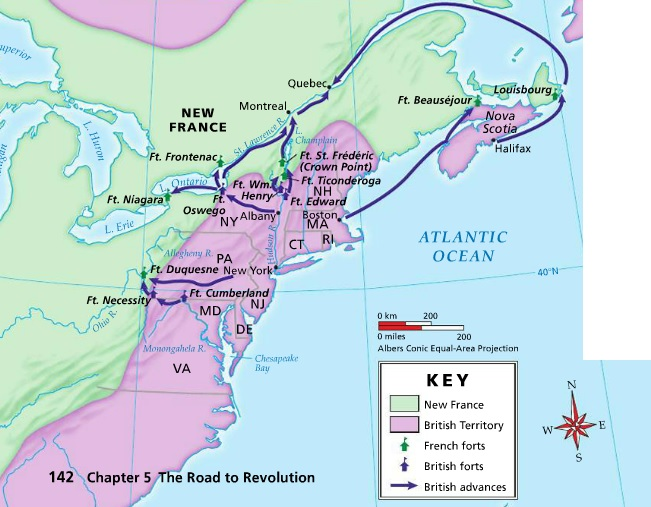 Superior
L. Huron
Michigan
NEW
FRANCE
Quebec
Montreal
St. Lawrence R.
L.
Champlain
Ft. Frontenac
L. Ontario
Ft. Niagara
L. Erie
Ft.
Oswego
Ft. St. Frédéric
(Crown Point)
Ft. Ticonderoga
Ft. Wm.
Henry
Ft. Edward
NH
Albany
NY
Boston
MA
CT
RI
Hudson R.
Ft. Beauséjour
Louisbourg
Nova
Scotia
Halifax
ATLANTIC
OCEAN
40°N
Allegheny R.
PA
Ft. Duquesne
New York
Ft. Necessity
Ft. Cumberland
NJ
MD
DE
Ohio R.
Monongahela R.
Chesapeake
Bay
VA
0 km 200
0 miles 200
Albers Conic Equal-Area Projection
KEY
New France
British Territory
French forts
British forts
British advances
N
W E
S
142 Chapter 5 The Road to Revolution